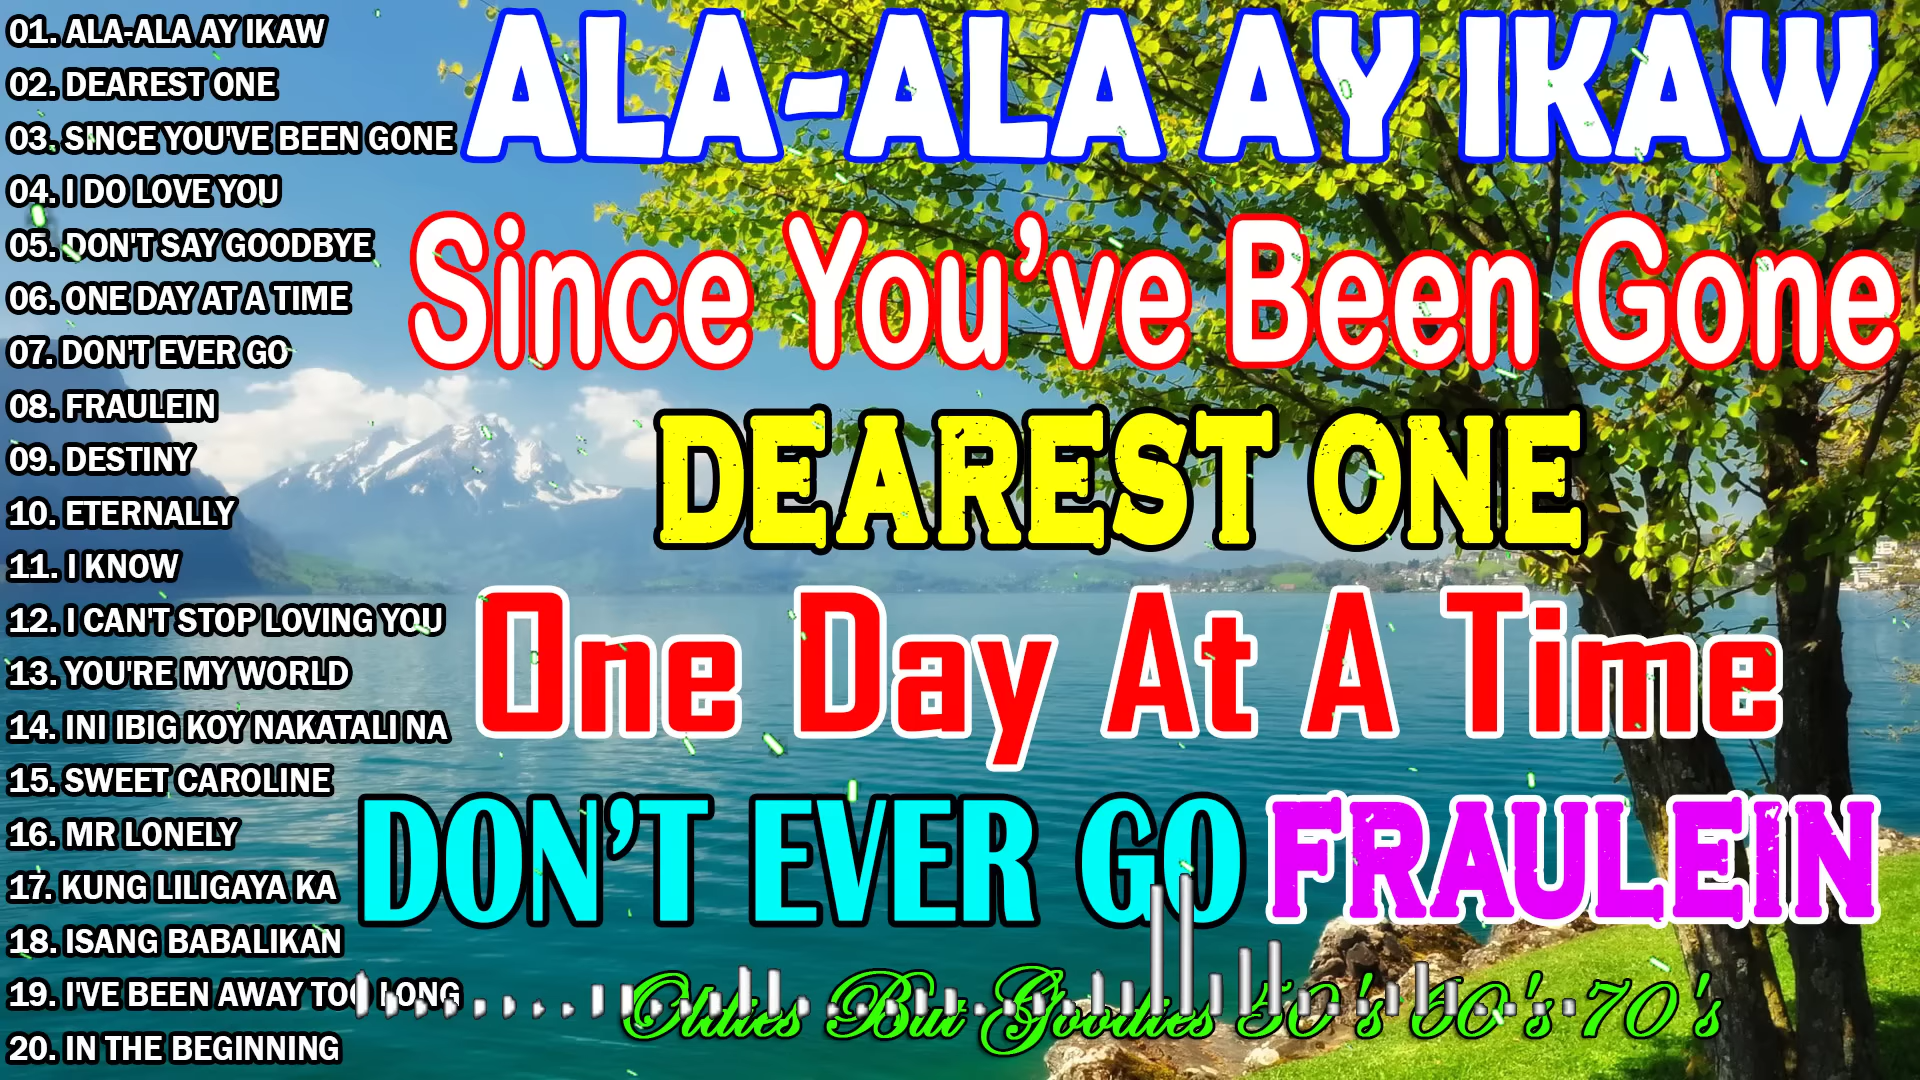 01. ALA-ALA AY IKAW
02. DEAREST ONE
03. SINCE YOU'VE BEEN GONE
04. I DO LOVE YOU
05. DON'T SAY GOODBYE
06. ONE DAY AT A TIME
07. DON'T EVER GO
08. FRAULEIN
09. DESTINY
10. ETERNALLY
11. I KNOW
12. I CAN'T STOP LOVING YOU
13. YOU'RE MY WORLD
14. INI IBIG KOY NAKATALI NA
15. SWEET CAROLINE
16. MR LONELY
17. KUNG LILIGAYA KA
18. ISANG BABALIKAN
19. I'VE BEEN AWAY TOO LONG
20. IN THE BEGINNING
ALA-ALA AY IKAW
Since You've Been Gone
DEAREST ONE
One Day At A Time
DON'T EVER GO
FRAULEIN
Oldies But Goodies 50's 60's 70's